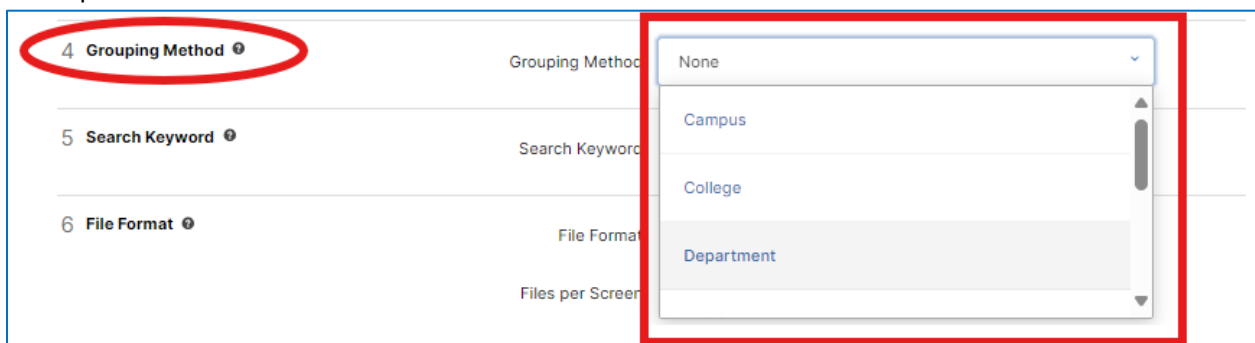 4 Grouping Method
Grouping Method
None
Campus
5 Search Keyword
Search Keyword
College
6 File Format
File Format
Department
Files per Screen